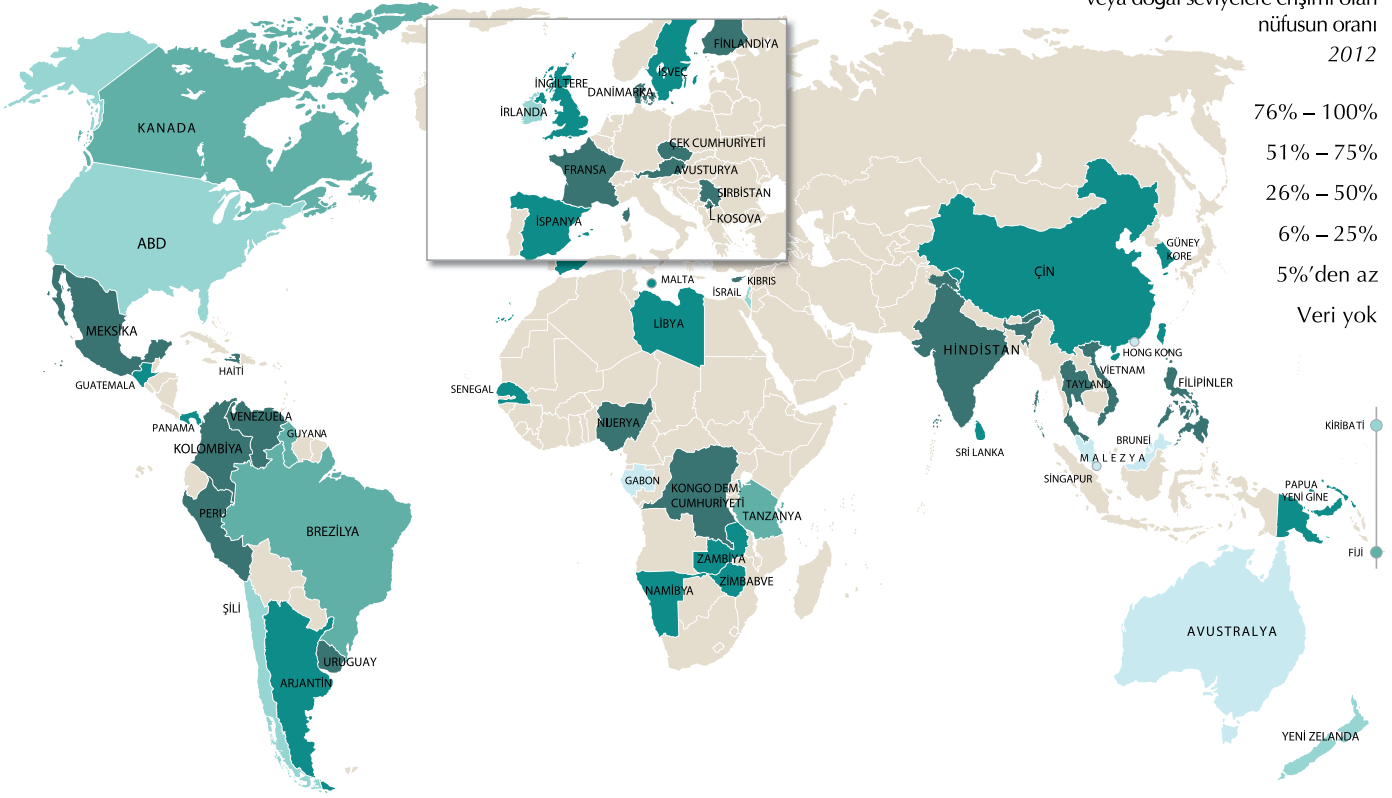 veya doğal seviyelere erişimi olan
nüfusun oranı
2012
76% – 100%
51% – 75%
26% – 50%
6% – 25%
5%'den az
Veri yok
KANADA
ABD
MEKSİKA
GUATEMALA
HAİTİ
PANAMA
VENEZUELA
GUYANA
KOLOMBİYA
PERU
BREZİLYA
ŞİLİ
URUGUAY
ARJANTİN
FİNLANDİYA
İSVEÇ
İNGİLTERE
DANİMARKA
İRLANDA
ÇEK CUMHURİYETİ
FRANSA
AVUSTURYA
SIRBİSTAN
İSPANYA
KOSOVA
MALTA
KIBRIS
İSRAİL
LİBYA
SENEGAL
NİJERYA
GABON
KONGO DEM.
CUMHURİYETİ
TANZANYA
ZAMBİYA
ZİMBABVE
NAMİBYA
GÜNEY
KORE
ÇİN
HİNDİSTAN
HONG KONG
VİETNAM
TAYLAND
FİLİPİNLER
SRİ LANKA
BRUNEİ
MALEZYA
SİNGAPUR
KİRİBATİ
PAPUA
YENİ GİNE
FİJİ
AVUSTRALYA
YENİ ZELANDA